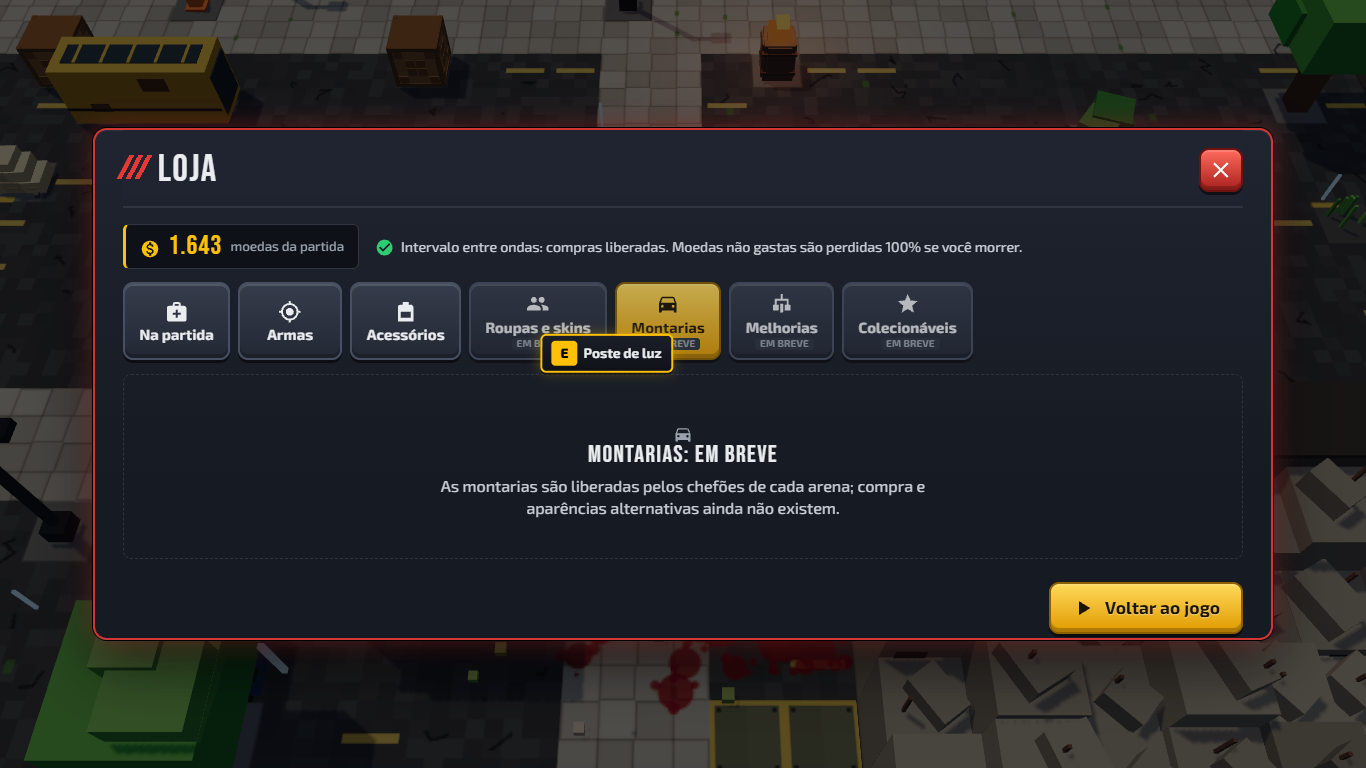 LOJA
1.643 moedas da partida
Intervalo entre ondas: compras liberadas. Moedas não gastas são perdidas 100% se você morrer.
Na partida
Armas
Acessórios
Roupas e skins
EM B
Montarias
BREVE
Melhorias
EM BREVE
Colecionáveis
EM BREVE
E Poste de luz
MONTARIAS: EM BREVE
As montarias são liberadas pelos chefões de cada arena; compra e
aparências alternativas ainda não existem.
Voltar ao jogo